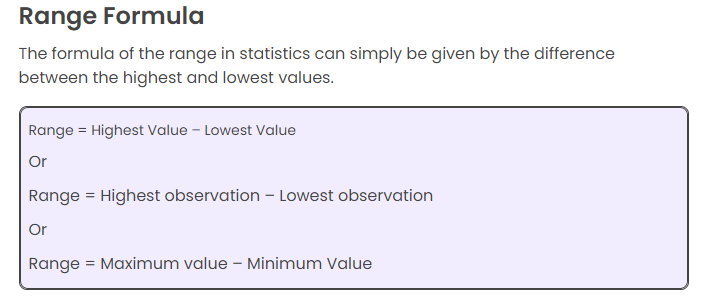 Range Formula
The formula of the range in statistics can simply be given by the difference
between the highest and lowest values.
Range = Highest Value – Lowest Value
Or
Range = Highest observation – Lowest observation
Or
Range = Maximum value – Minimum Value